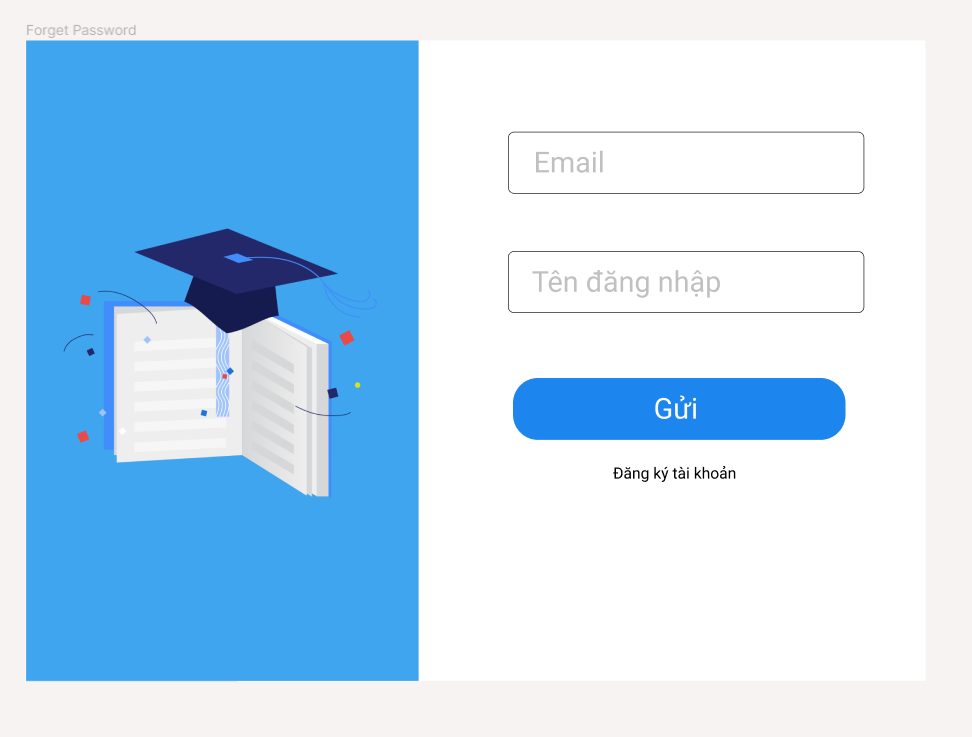 Forget Password
Email
Tên đăng nhập
Gửi
Đăng ký tài khoản